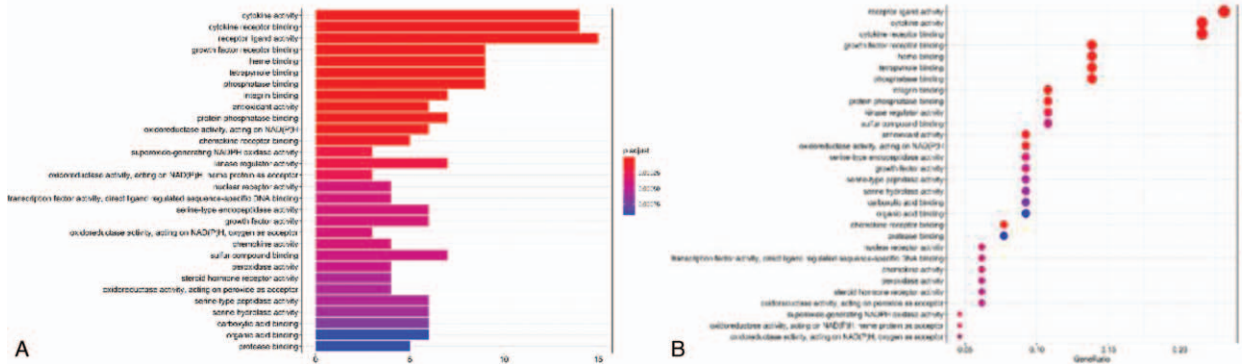 cytokine activity
cytokine receptor binding
receptor ligand activity
growth factor receptor binding
heme binding
tetrapyrrole binding
phosphatase binding
integrin binding
antioxidant activity
protein phosphatase binding
oxidoreductase activity, acting on NAD(P)H
chemokine receptor binding
superoxide-generating NADPH oxidase activity
kinase regulator activity
oxidoreductase activity, acting on NAD(P)H, heme protein as acceptor
nuclear receptor activity
transcription factor activity, direct ligand regulated sequence-specific DNA binding
serine-type endopeptidase activity
growth factor activity
oxidoreductase activity, acting on NAD(P)H, oxygen as acceptor
chemokine activity
sulfur compound binding
peroxidase activity
steroid hormone receptor activity
oxidoreductase activity, acting on peroxide as acceptor
serine-type peptidase activity
serine hydrolase activity
carboxylic acid binding
organic acid binding
protease binding
0 5 10 15
p.adjust
0.00025
0.00050
0.00075
A
receptor ligand activity
cytokine activity
cytokine receptor binding
growth factor receptor binding
heme binding
tetrapyrrole binding
phosphatase binding
integrin binding
protein phosphatase binding
kinase regulator activity
sulfur compound binding
antioxidant activity
oxidoreductase activity, acting on NAD(P)H
serine-type endopeptidase activity
growth factor activity
serine-type peptidase activity
serine hydrolase activity
carboxylic acid binding
organic acid binding
chemokine receptor binding
protease binding
nuclear receptor activity
transcription factor activity, direct ligand regulated sequence-specific DNA binding
chemokine activity
peroxidase activity
steroid hormone receptor activity
oxidoreductase activity, acting on peroxide as acceptor
superoxide-generating NADPH oxidase activity
oxidoreductase activity, acting on NAD(P)H, heme protein as acceptor
oxidoreductase activity, acting on NAD(P)H, oxygen as acceptor
0.05 0.10 0.15 0.20
GeneRatio
B